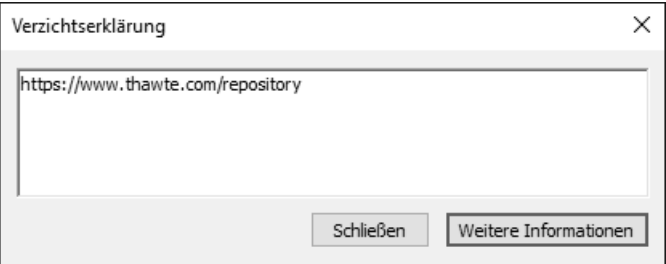 Verzichtserklärung
https://www.thawte.com/repository
Schließen
Weitere Informationen